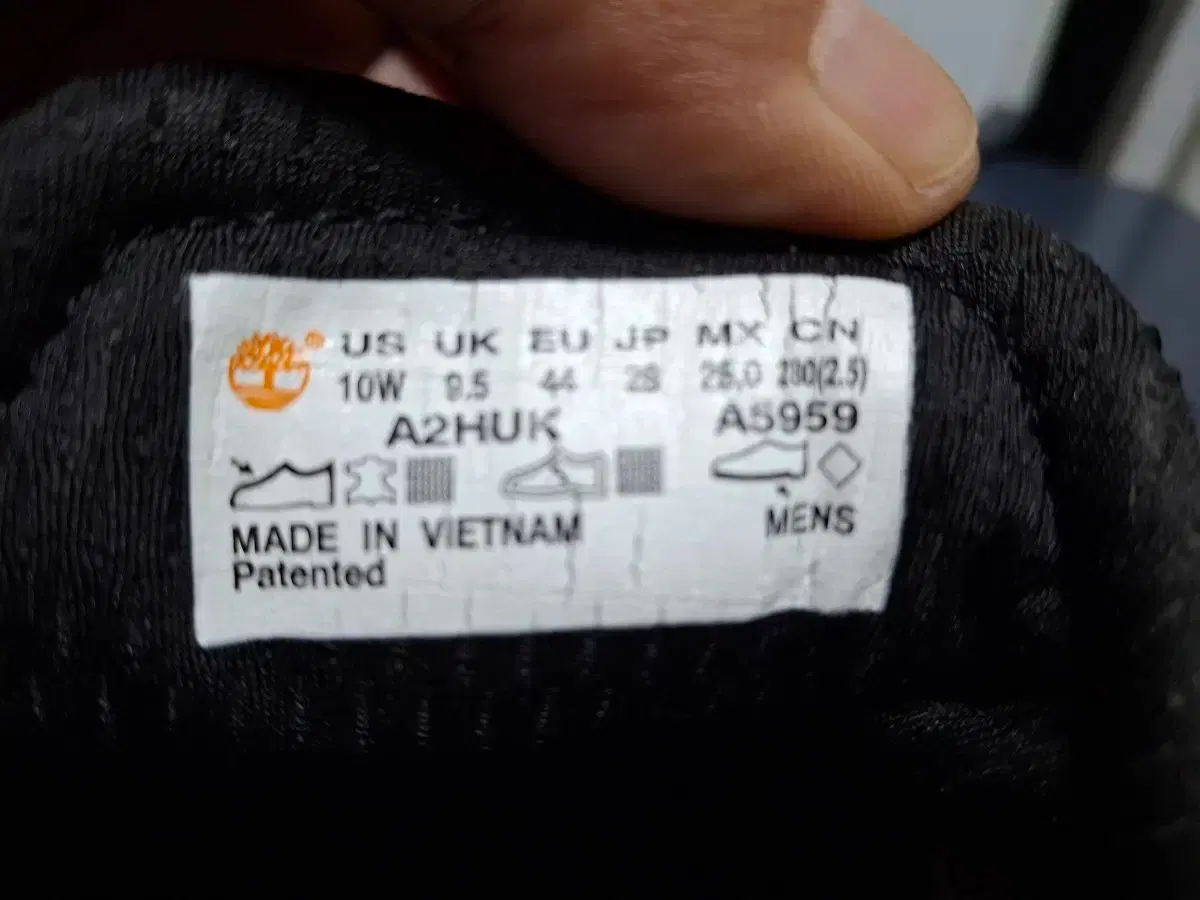 US UK EU JP MX CN
10W 9.5 44 28 28.0 280(2.5)
A2HUK A5959
MADE IN VIETNAM MENS
Patented